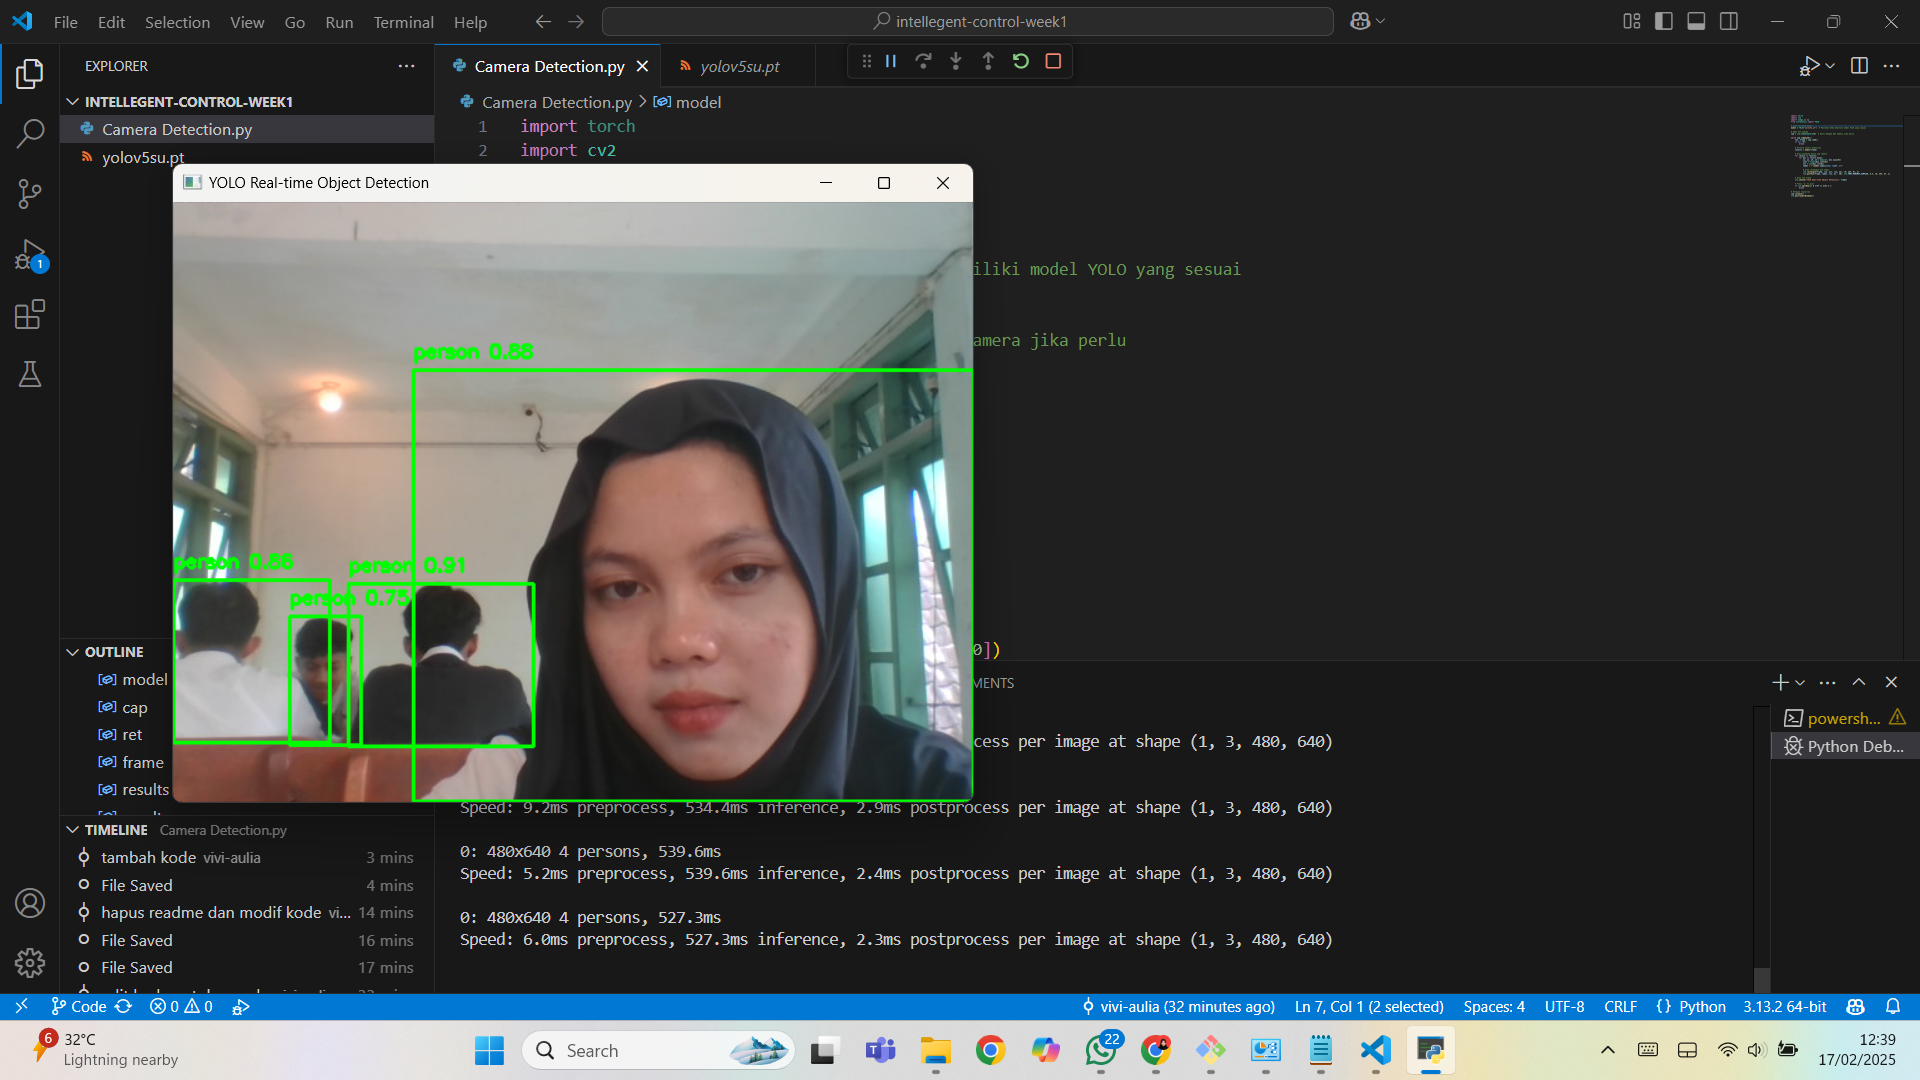 File Edit Selection View Go Run Terminal Help
intellegent-control-week1
EXPLORER
INTELLEGENT-CONTROL-WEEK1
Camera Detection.py
yolov5su.pt
Camera Detection.py
yolov5su.pt
Camera Detection.py > model
1 import torch
2 import cv2
iliki model YOLO yang sesuai
amera jika perlu
0])
YOLO Real-time Object Detection
person 0.88
person 0.86
person 0.91
person 0.75
1
OUTLINE
model
cap
ret
frame
results
TIMELINE Camera Detection.py
tambah kode vivi-aulia 3 mins
File Saved 4 mins
hapus readme dan modif kode vi... 14 mins
File Saved 16 mins
File Saved 17 mins
MENTS
cess per image at shape (1, 3, 480, 640)
Speed: 9.2ms preprocess, 534.4ms inference, 2.9ms postprocess per image at shape (1, 3, 480, 640)
0: 480x640 4 persons, 539.6ms
Speed: 5.2ms preprocess, 539.6ms inference, 2.4ms postprocess per image at shape (1, 3, 480, 640)
0: 480x640 4 persons, 527.3ms
Speed: 6.0ms preprocess, 527.3ms inference, 2.3ms postprocess per image at shape (1, 3, 480, 640)
powersh...
Python Deb...
Code 0 0
vivi-aulia (32 minutes ago) Ln 7, Col 1 (2 selected) Spaces: 4 UTF-8 CRLF {} Python 3.13.2 64-bit
6
32°C
Lightning nearby
Search
22
12:39
17/02/2025